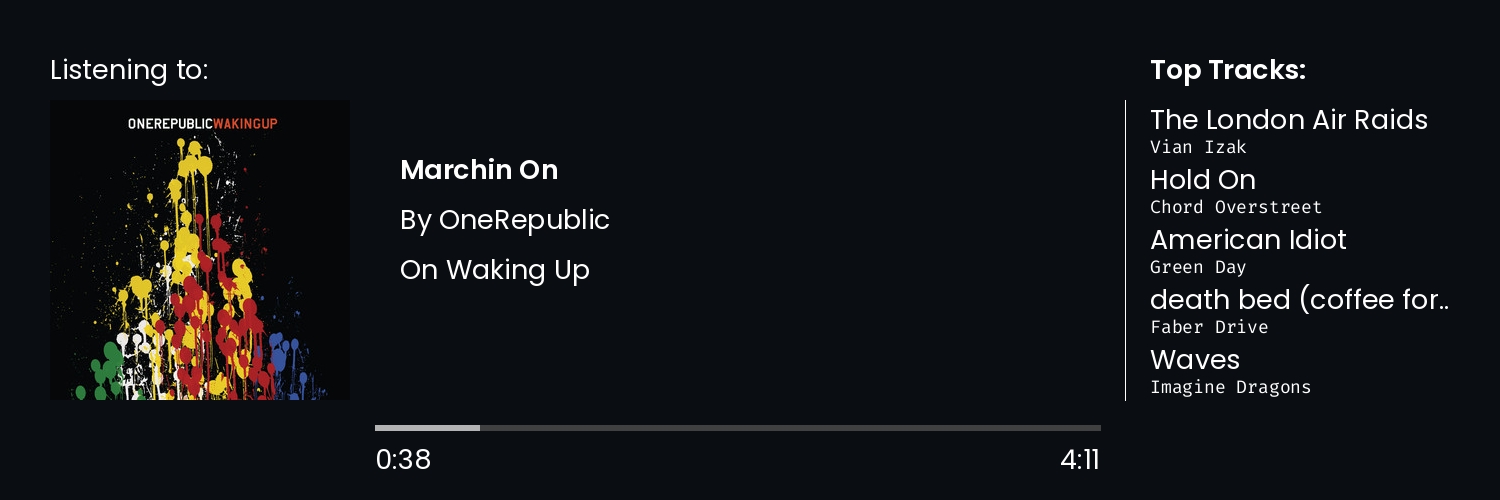 Listening to:
ONEREPUBLICWAKINGUP
Marchin On
By OneRepublic
On Waking Up
0:38
4:11
Top Tracks:
The London Air Raids
Vian Izak
Hold On
Chord Overstreet
American Idiot
Green Day
death bed (coffee for..
Faber Drive
Waves
Imagine Dragons